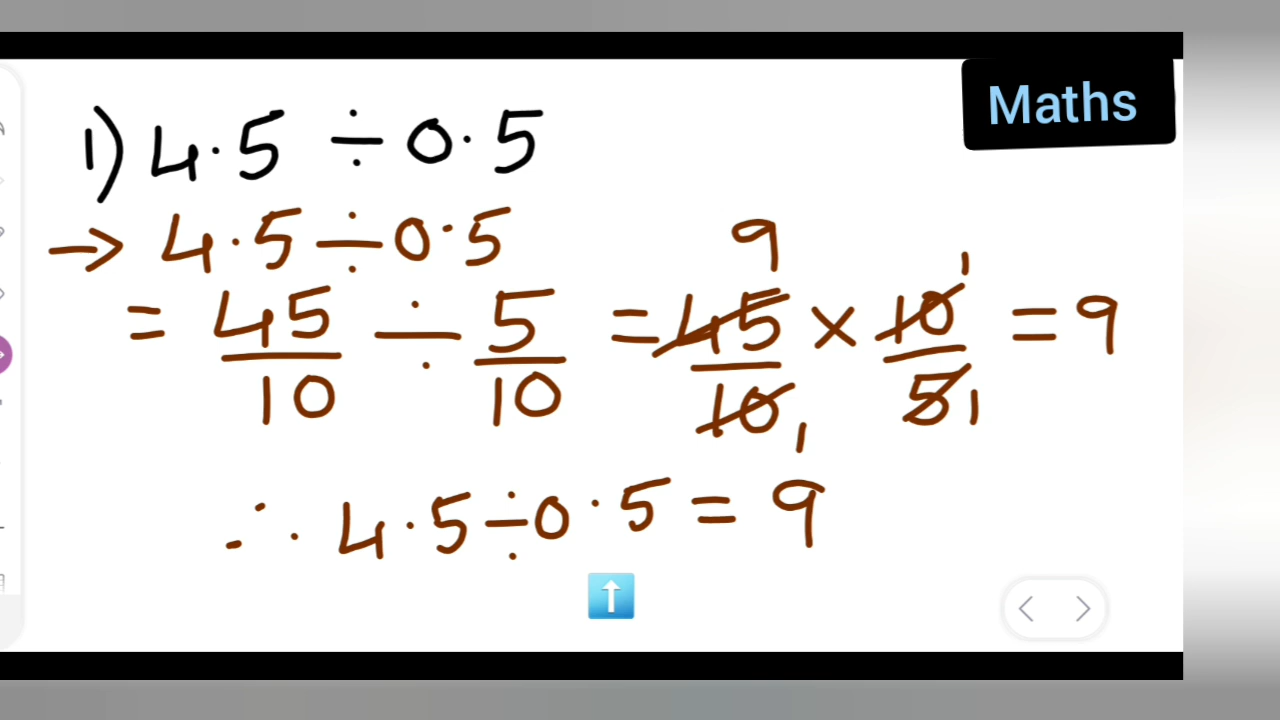 Maths
1) 4.5 ÷ 0.5
→ 4.5 ÷ 0.5
= 45/10 ÷ 5/10 = 45/10 × 10/5 = 9
9 1
1 1
∴ 4.5 ÷ 0.5 = 9